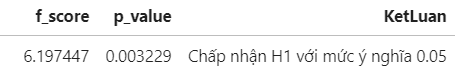 f_score p_value KetLuan
6.197447 0.003229 Chấp nhận H1 với mức ý nghĩa 0.05